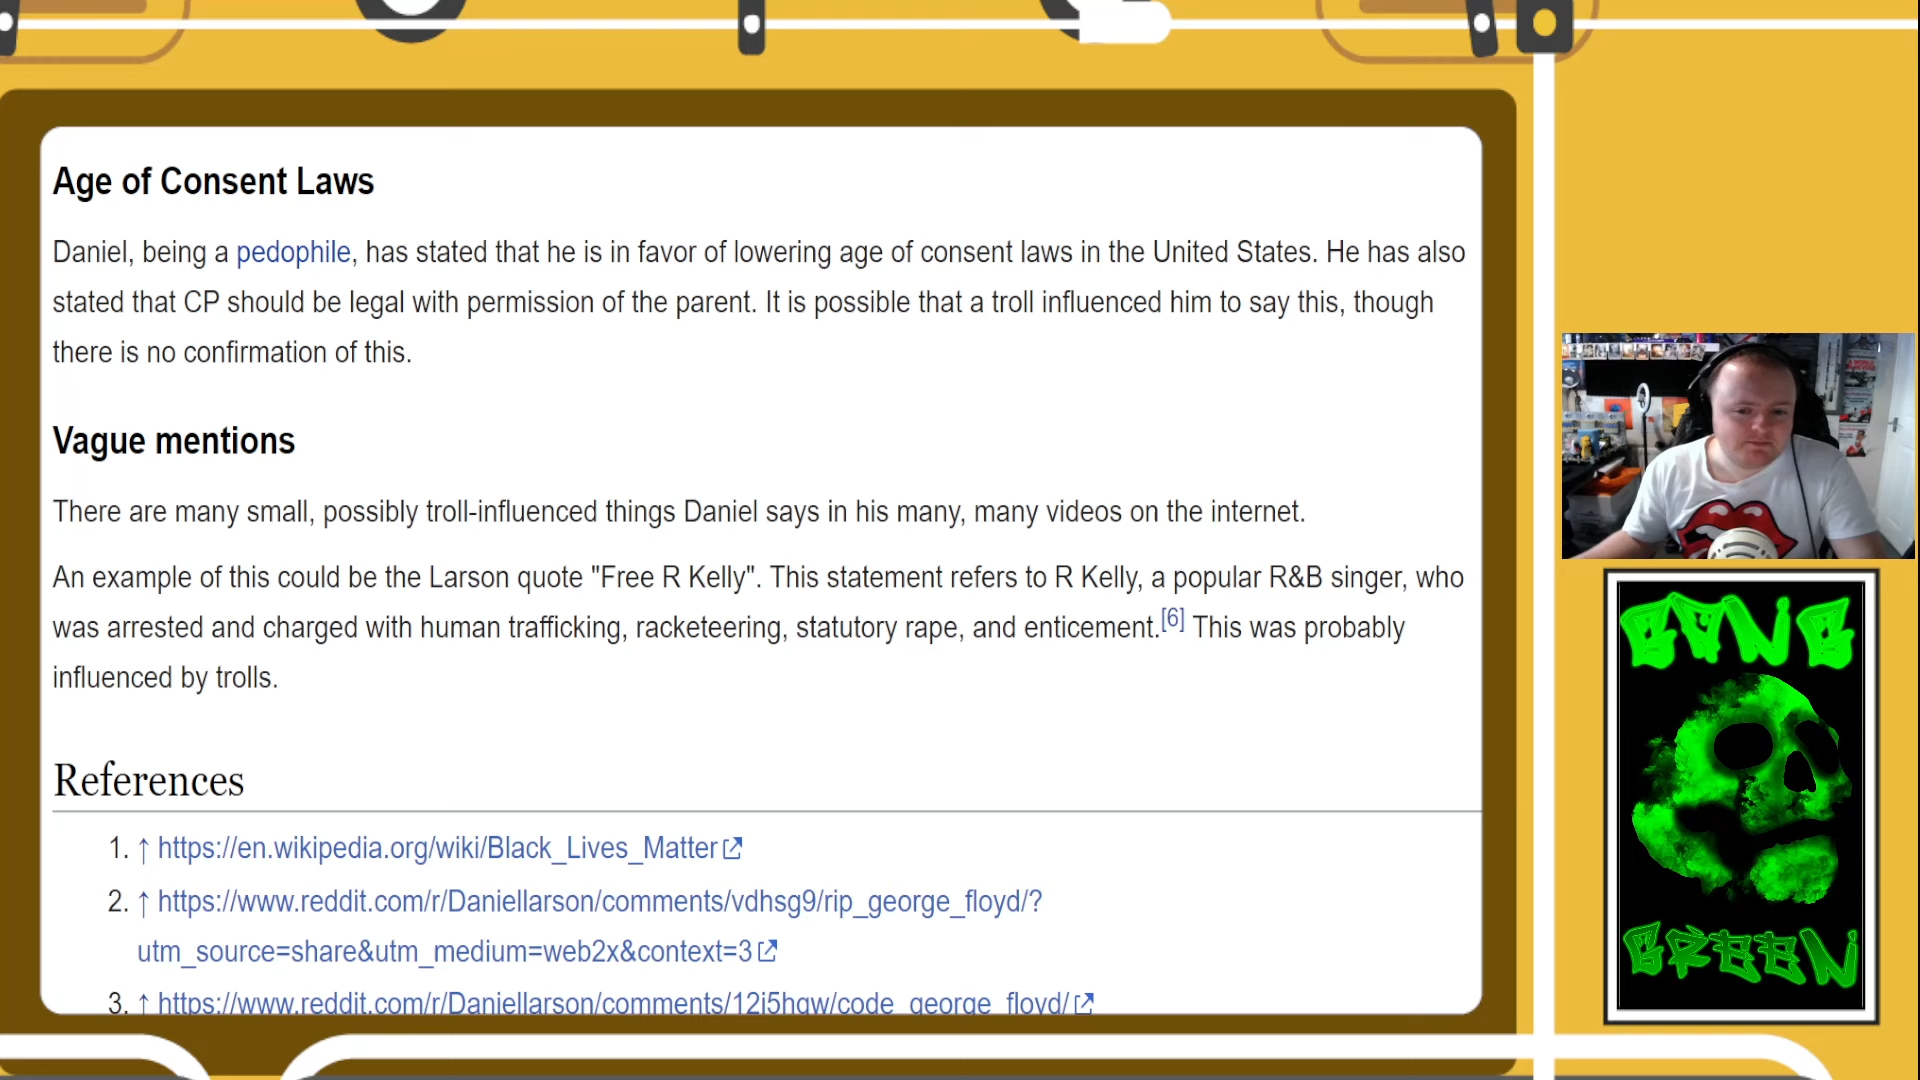 Age of Consent Laws
Daniel, being a pedophile, has stated that he is in favor of lowering age of consent laws in the United States. He has also
stated that CP should be legal with permission of the parent. It is possible that a troll influenced him to say this, though
there is no confirmation of this.
Vague mentions
There are many small, possibly troll-influenced things Daniel says in his many, many videos on the internet.
An example of this could be the Larson quote "Free R Kelly". This statement refers to R Kelly, a popular R&B singer, who
was arrested and charged with human trafficking, racketeering, statutory rape, and enticement.[6] This was probably
influenced by trolls.
References
1. ↑ https://en.wikipedia.org/wiki/Black_Lives_Matter
2. ↑ https://www.reddit.com/r/Daniellarson/comments/vdhsg9/rip_george_floyd/?
utm_source=share&utm_medium=web2x&context=3
3. ↑ https://www.reddit.com/r/Daniellarson/comments/12i5hgw/code_george_floyd/
GANG
GREEN